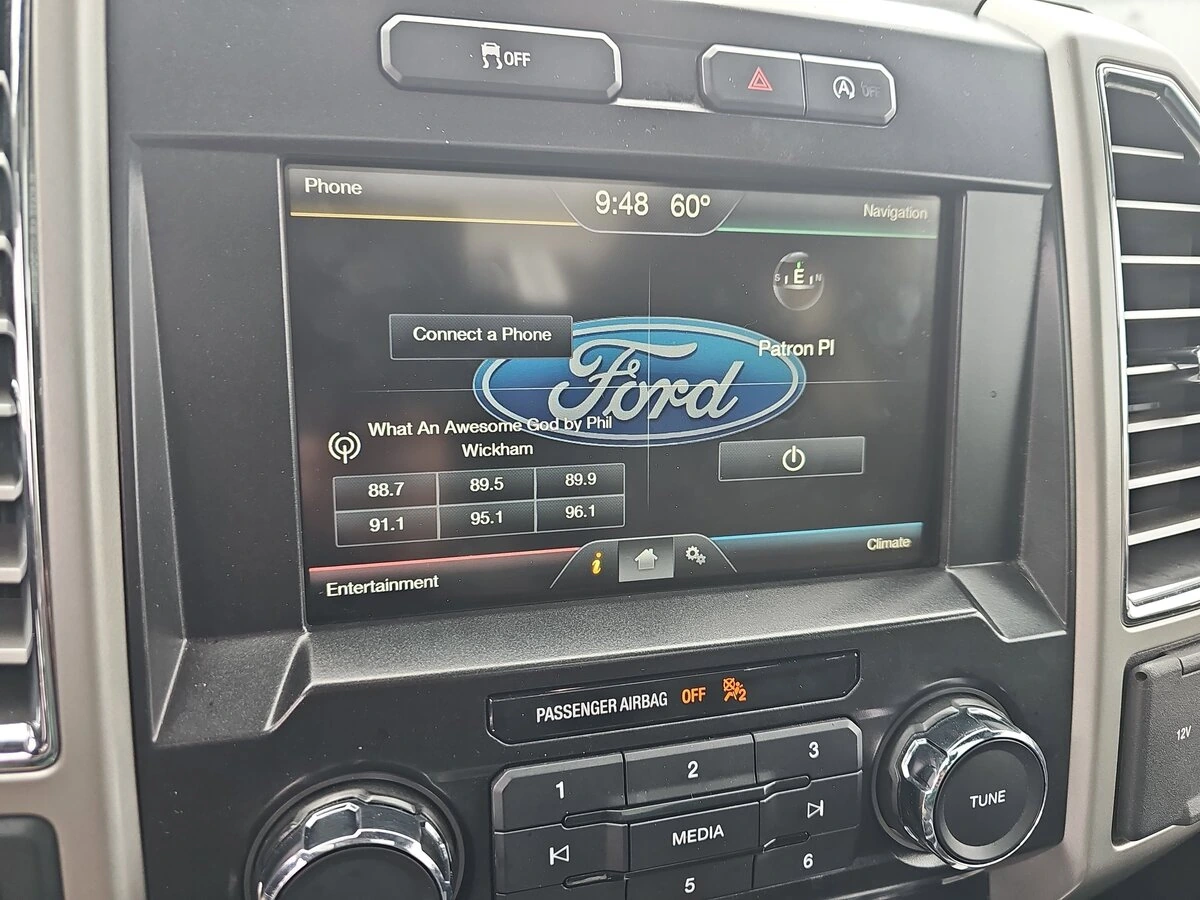 OFF
A OFF
Phone
9:48 60°
Navigation
S E N
Connect a Phone
Patron Pl
Ford
What An Awesome God by Phil
Wickham
88.7 89.5 89.9
91.1 95.1 96.1
i
Climate
Entertainment
PASSENGER AIRBAG OFF 2
1 2 3
MEDIA
5 6
TUNE
12V